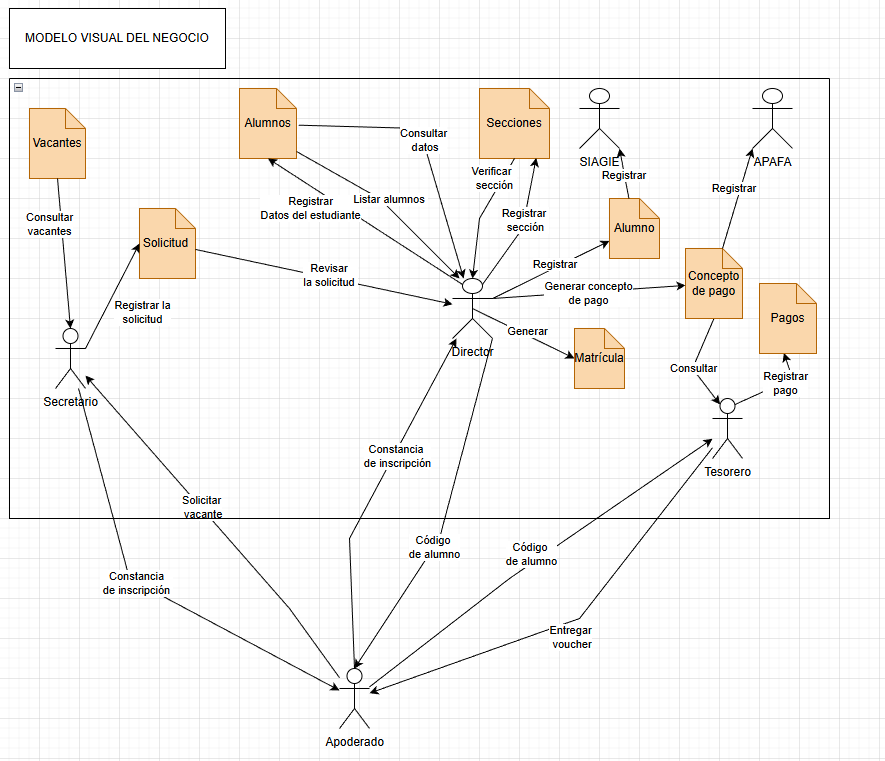 MODELO VISUAL DEL NEGOCIO
Vacantes
Alumnos
Secciones
SIAGIE
APAFA
Consultar
datos
Verificar
sección
Registrar
Registrar
Listar alumnos
Registrar
Datos del estudiante
Registrar
sección
Consultar
vacantes
Solicitud
Alumno
Revisar
la solicitud
Registrar
Concepto
de pago
Generar concepto
de pago
Registrar la
solicitud
Pagos
Generar
Director
Matrícula
Consultar
Registrar
pago
Secretario
Constancia
de inscripción
Tesorero
Solicitar
vacante
Código
de alumno
Código
de alumno
Constancia
de inscripción
Entregar
voucher
Apoderado